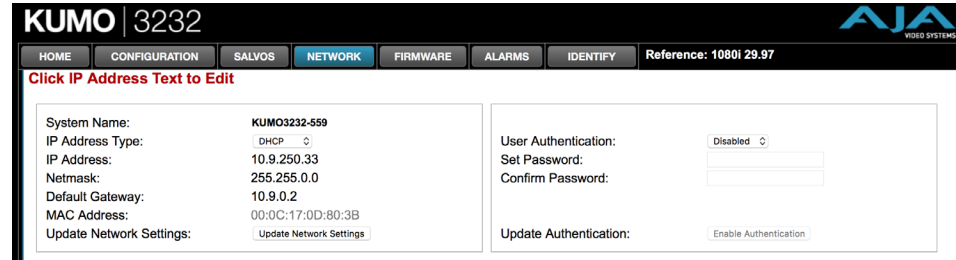 KUMO | 3232
AJA
VIDEO SYSTEMS
HOME CONFIGURATION SALVOS NETWORK FIRMWARE ALARMS IDENTIFY Reference: 1080i 29.97
Click IP Address Text to Edit
System Name: KUMO3232-559
IP Address Type: DHCP
IP Address: 10.9.250.33
Netmask: 255.255.0.0
Default Gateway: 10.9.0.2
MAC Address: 00:0C:17:0D:80:3B
Update Network Settings: Update Network Settings
User Authentication: Disabled
Set Password:
Confirm Password:
Update Authentication: Enable Authentication